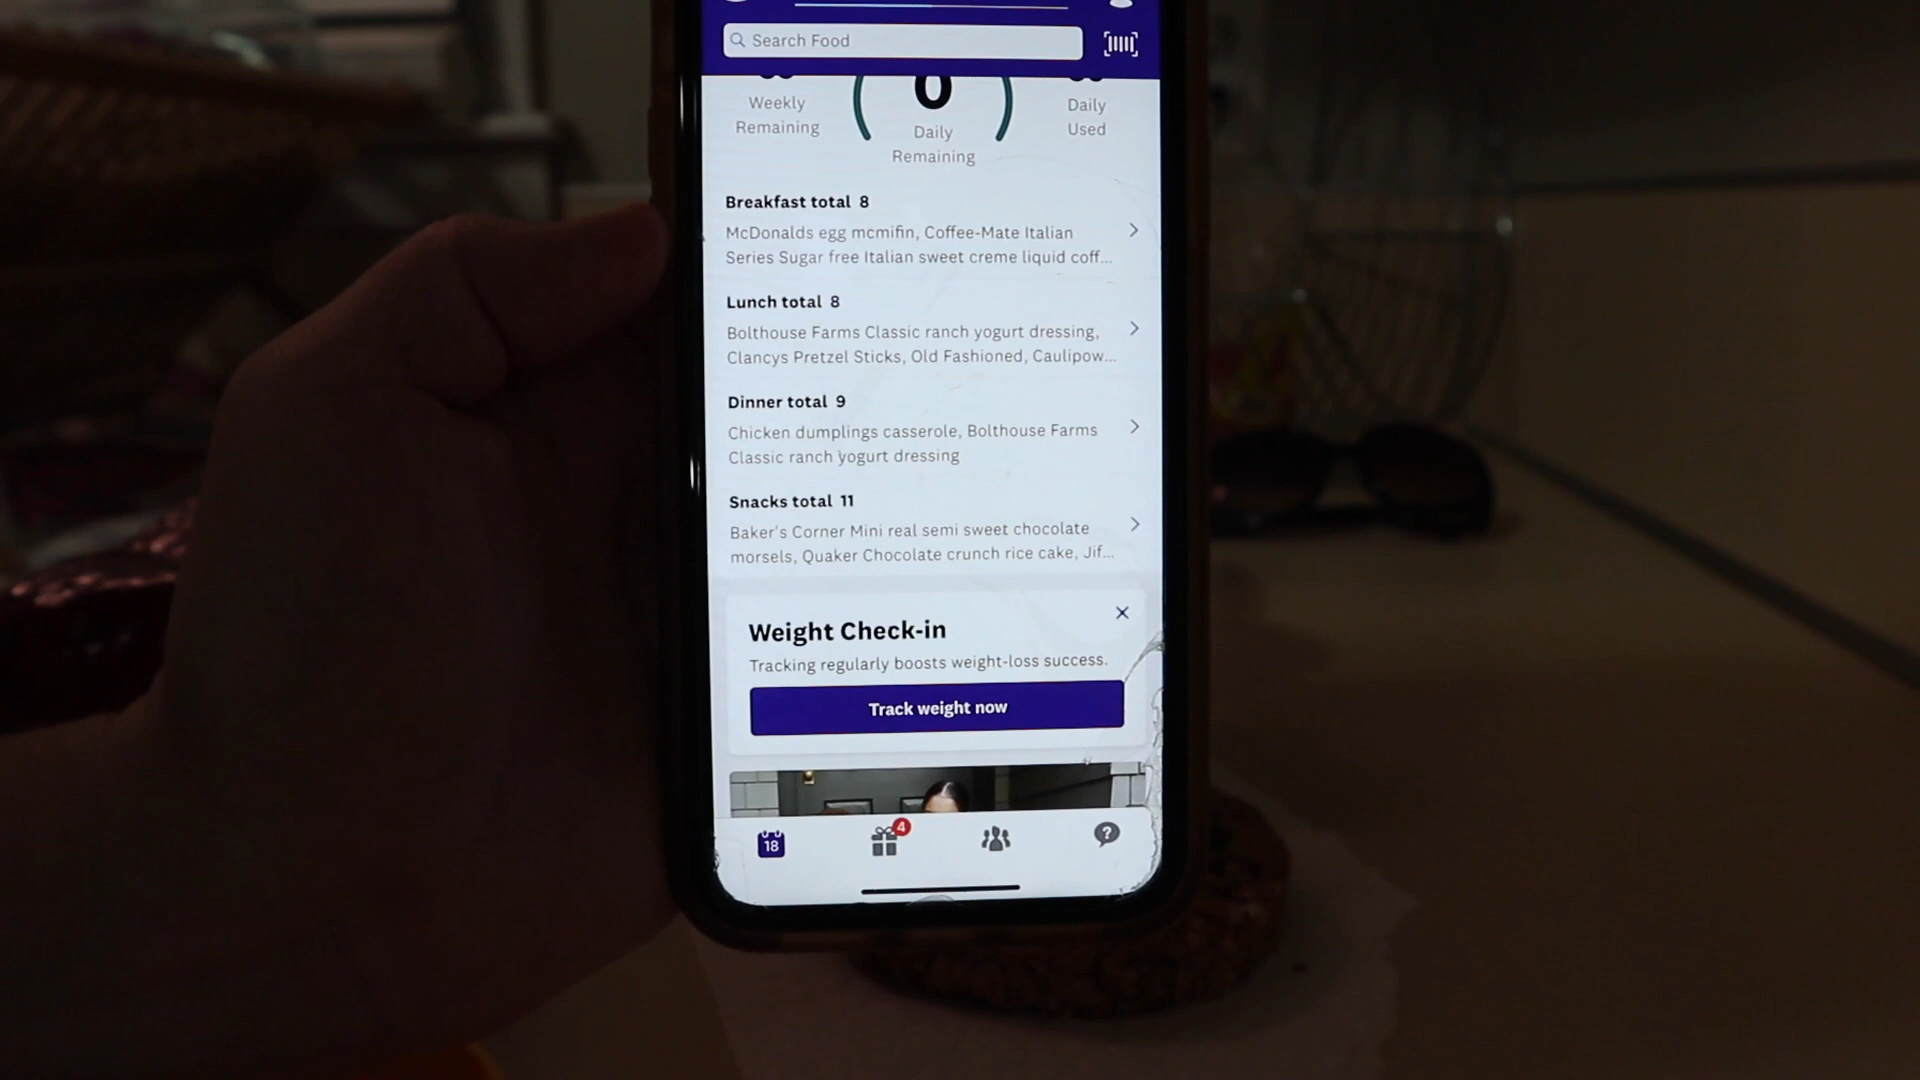 Search Food
0
Weekly
Remaining
Daily
Remaining
Daily
Used
Breakfast total 8
McDonalds egg mcmifin, Coffee-Mate Italian
Series Sugar free Italian sweet creme liquid coff...
Lunch total 8
Bolthouse Farms Classic ranch yogurt dressing,
Clancys Pretzel Sticks, Old Fashioned, Caulipow...
Dinner total 9
Chicken dumplings casserole, Bolthouse Farms
Classic ranch yogurt dressing
Snacks total 11
Baker's Corner Mini real semi sweet chocolate
morsels, Quaker Chocolate crunch rice cake, Jif...
Weight Check-in
Tracking regularly boosts weight-loss success.
Track weight now
18
4
?